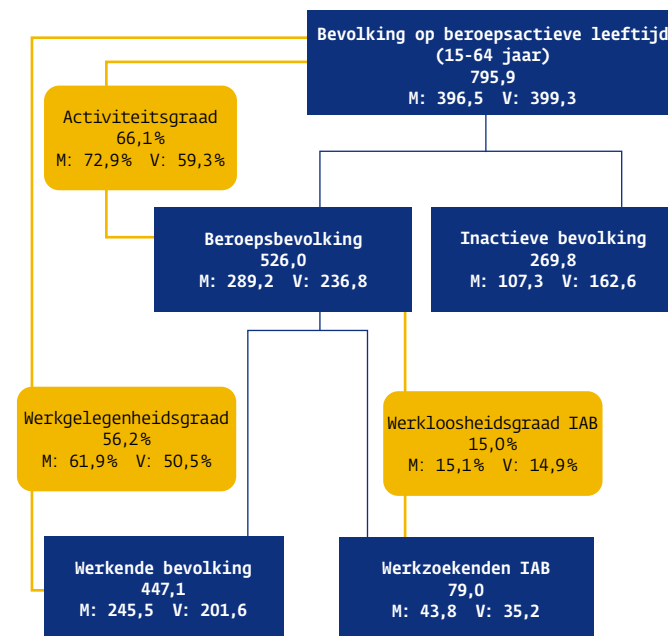 Bevolking op beroepsactieve leeftijd
(15-64 jaar)
795,9
M: 396,5 V: 399,3
Activiteitsgraad
66,1%
M: 72,9% V: 59,3%
Beroepsbevolking
526,0
M: 289,2 V: 236,8
Inactieve bevolking
269,8
M: 107,3 V: 162,6
Werkgelegenheidsgraad
56,2%
M: 61,9% V: 50,5%
Werkloosheidsgraad IAB
15,0%
M: 15,1% V: 14,9%
Werkende bevolking
447,1
M: 245,5 V: 201,6
Werkzoekenden IAB
79,0
M: 43,8 V: 35,2